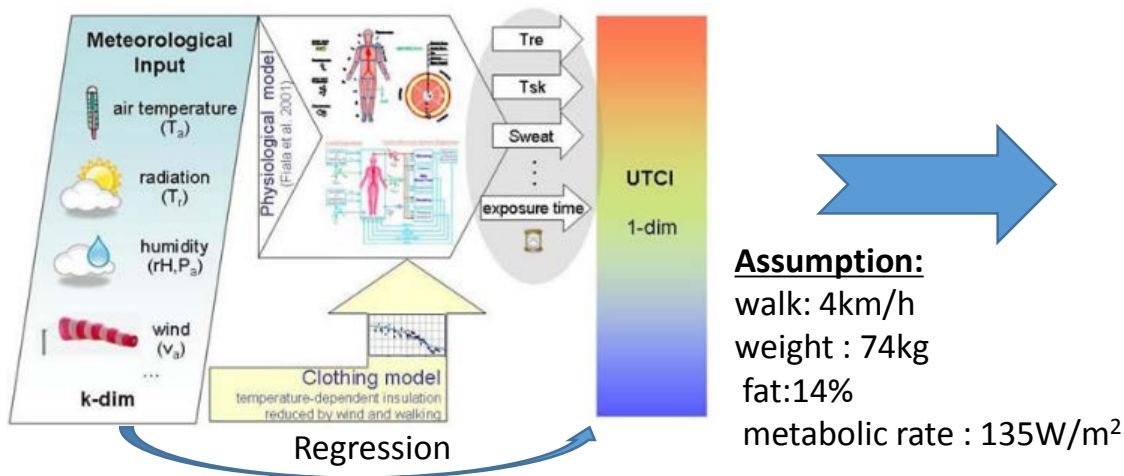 Meteorological
Input
air temperature
(Tₐ)
radiation
(Tᵣ)
humidity
(rH,Pₐ)
wind
(vₐ)
...
k-dim
Physiological model
(Fiala et al. 2001)
Tre
Tsk
Sweat
exposure time
UTCI
1-dim
Clothing model
temperature-dependent insulation
reduced by wind and walking
Regression
Assumption:
walk: 4km/h
weight : 74kg
fat:14%
metabolic rate : 135W/m²